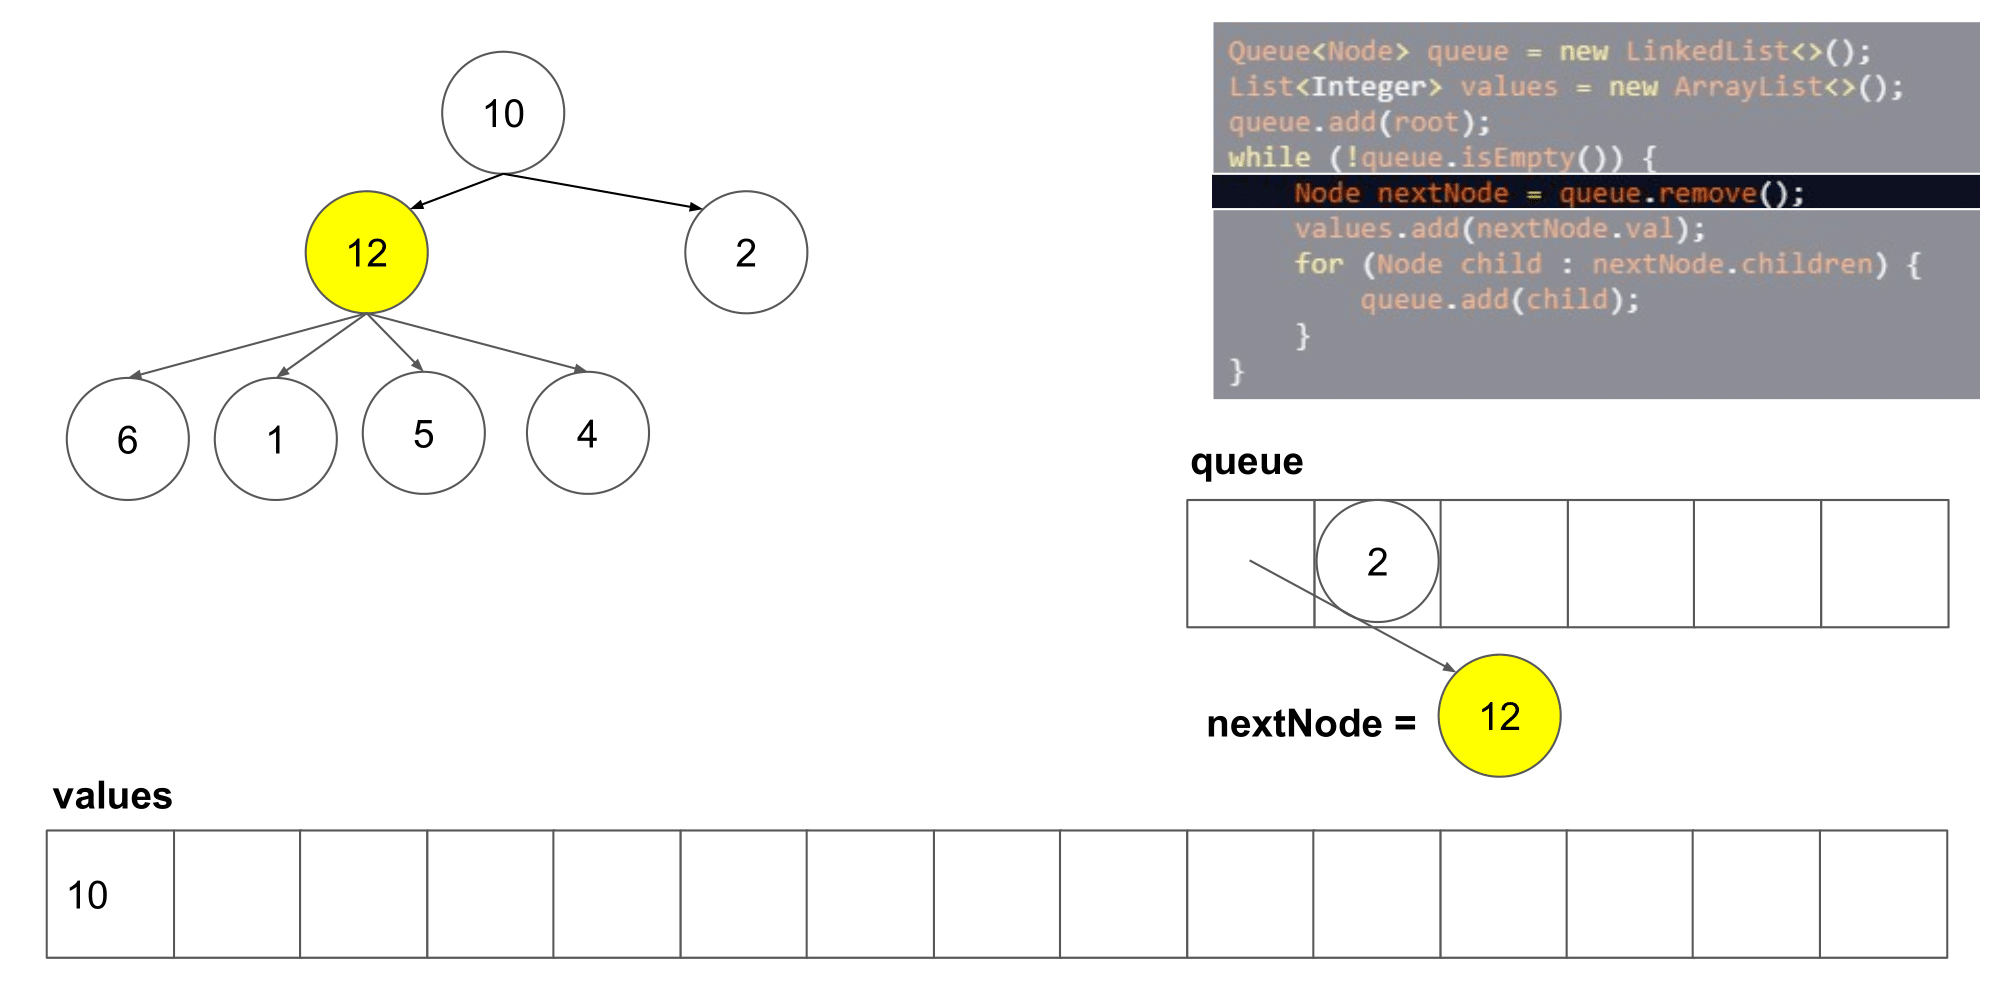 10
12
2
6
1
5
4
Queue<Node> queue = new LinkedList<>();
List<Integer> values = new ArrayList<>();
queue.add(root);
while (!queue.isEmpty()) {
    Node nextNode = queue.remove();
    values.add(nextNode.val);
    for (Node child : nextNode.children) {
        queue.add(child);
    }
}
queue
2
nextNode = 12
values
10